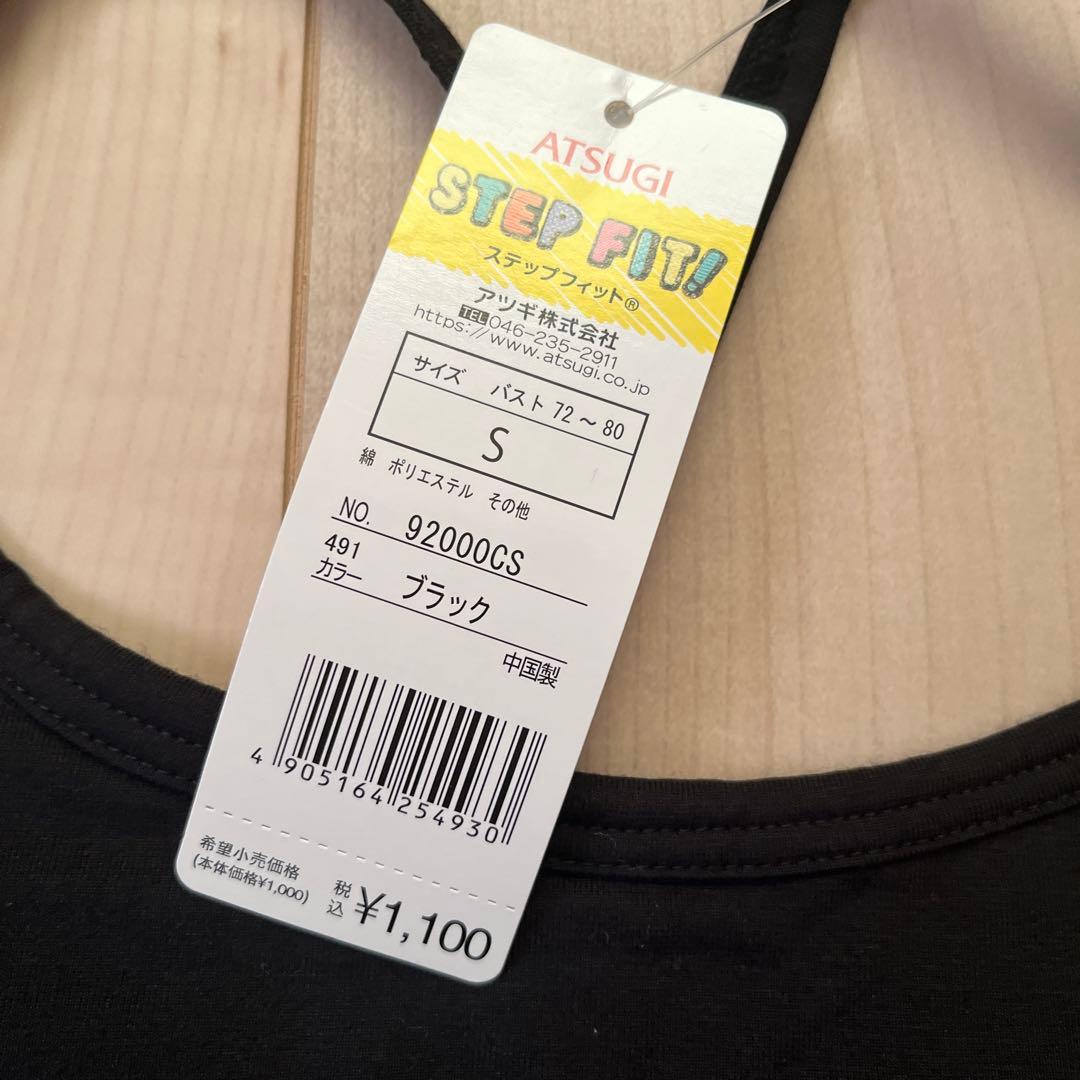 ATSUGI
STEP FIT!
ステップフィット®
アツギ株式会社
TEL 046-235-2911
https://www.atsugi.co.jp
サイズ バスト 72～80
S
綿 ポリエステル その他
NO. 92000CS
491
カラー ブラック
中国製
4 905164 254930
希望小売価格
(本体価格¥1,000)
税込 ¥1,100